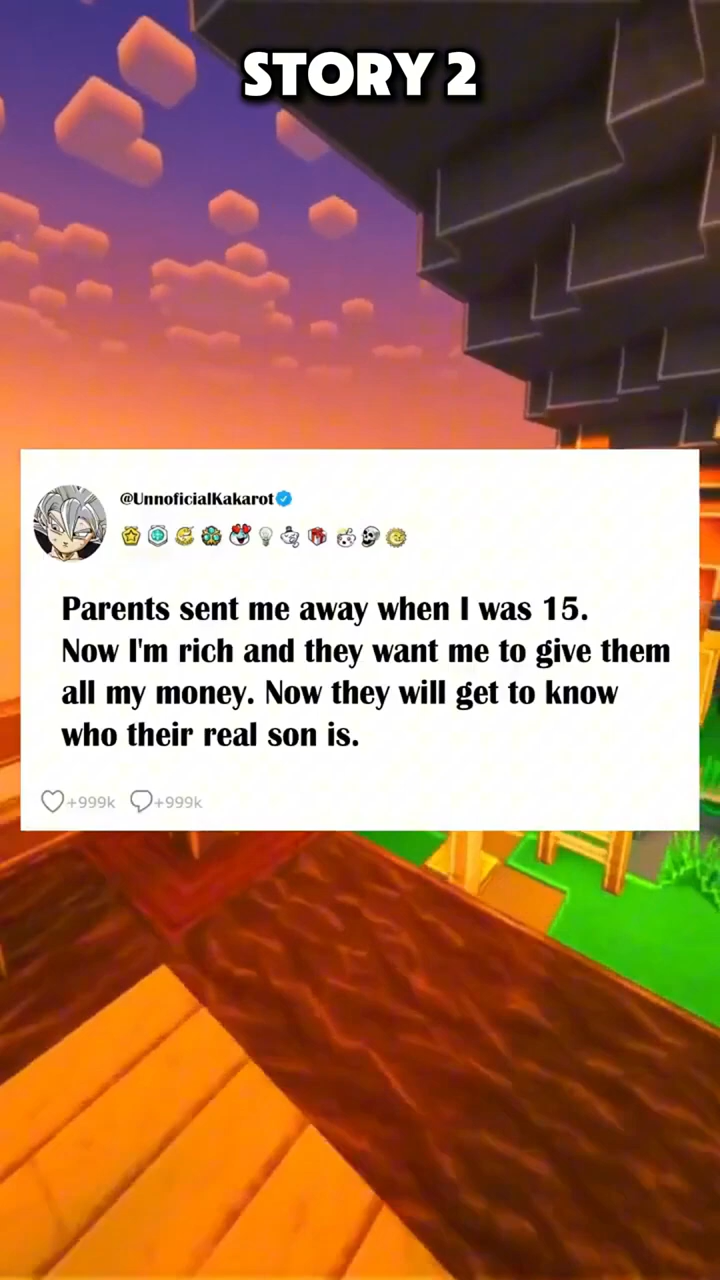 STORY 2
@UnnoficialKakarot
Parents sent me away when I was 15.
Now I'm rich and they want me to give them
all my money. Now they will get to know
who their real son is.
+999k +999k